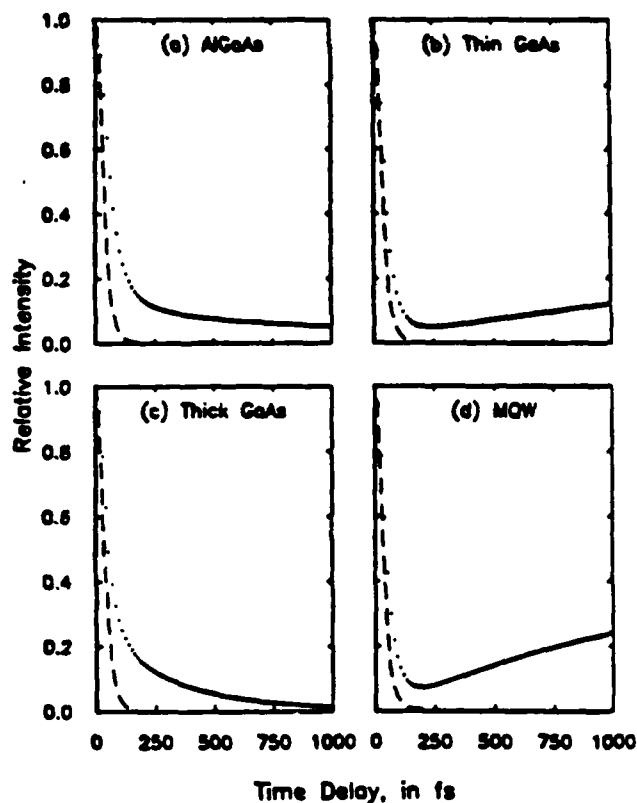 1.0
0.8
0.6
0.4
0.2
0.0
(a) AlGaAs
(b) Thin GaAs
1.0
0.8
0.6
0.4
0.2
0.0
(c) Thick GaAs
(d) MQW
Relative Intensity
0 250 500 750 1000
0 250 500 750 1000
Time Delay, in fs